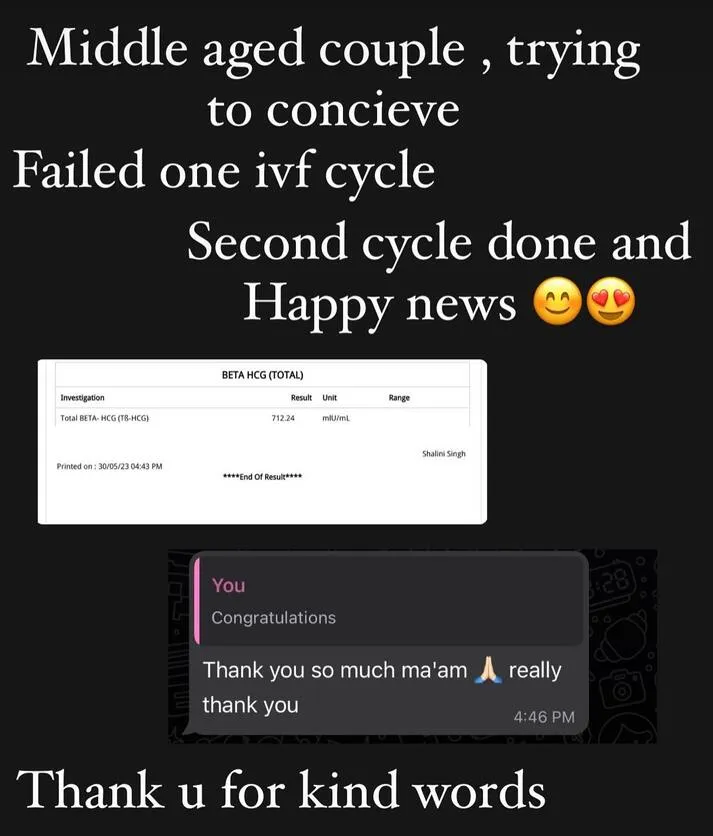 Middle aged couple , trying
to concieve
Failed one ivf cycle
Second cycle done and
Happy news 😊😍
BETA HCG (TOTAL)
Investigation Result Unit Range
Total BETA- HCG (Tß-HCG) 712.24 mIU/mL
Shalini Singh
Printed on : 30/05/23 04:43 PM
****End Of Result****
You
Congratulations
Thank you so much ma'am 🙏🏻 really
thank you
4:46 PM
Thank u for kind words